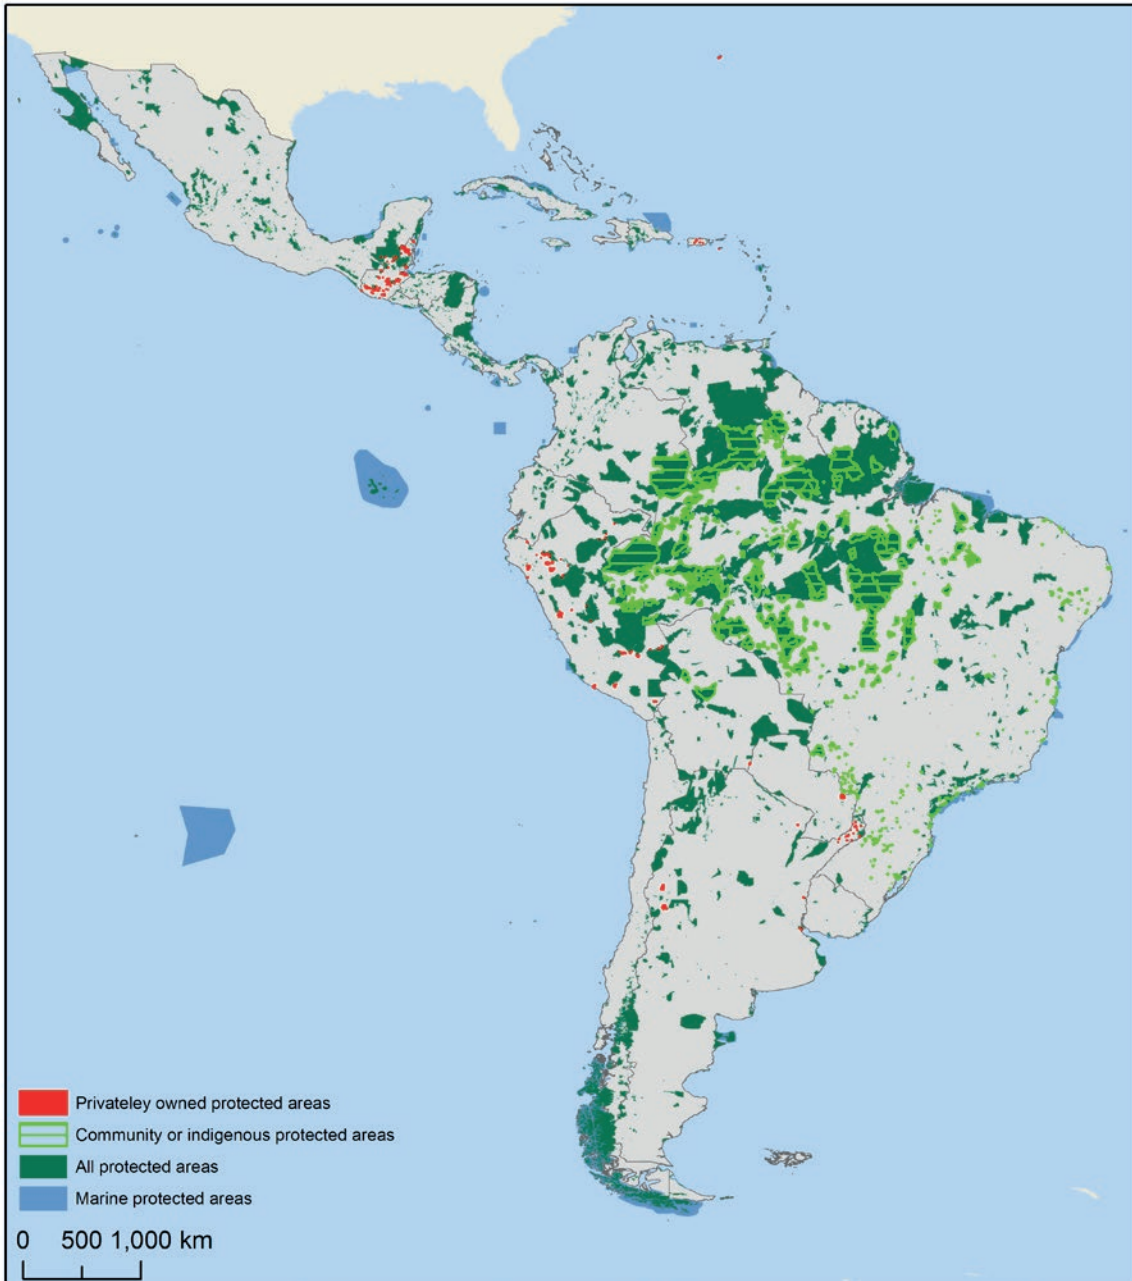 Privateley owned protected areas
Community or indigenous protected areas
All protected areas
Marine protected areas
0 500 1,000 km